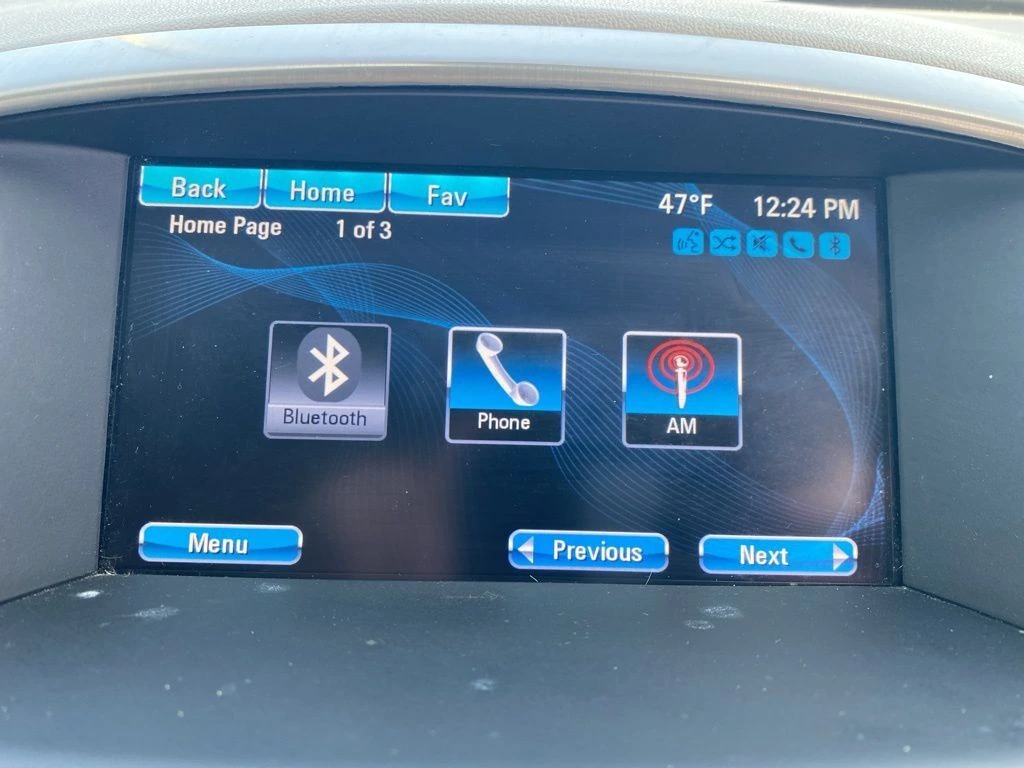 Back Home Fav
47°F 12:24 PM
Home Page 1 of 3
Bluetooth Phone AM
Menu Previous Next